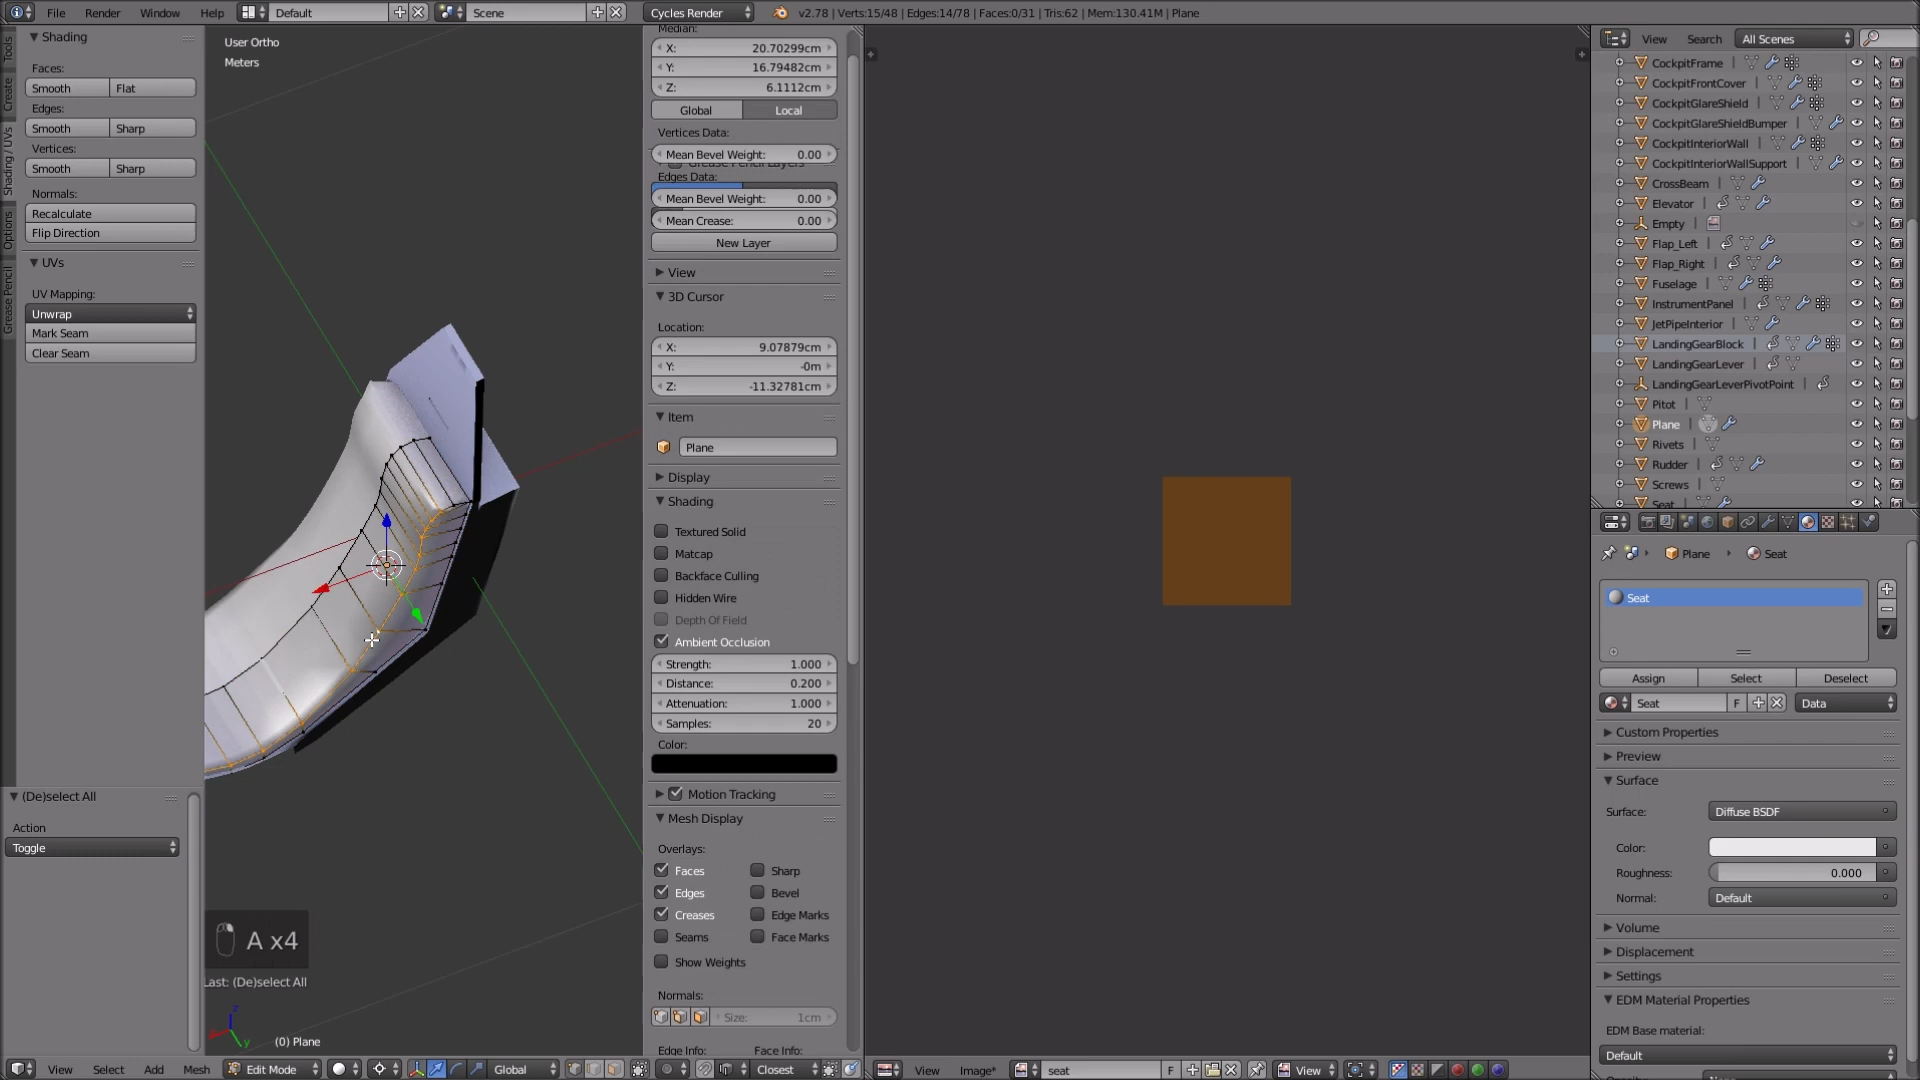 File Render Window Help Default Scene Cycles Render v2.78 | Verts:15/48 | Edges:14/78 | Faces:0/31 | Tris:62 | Mem:130.41M | Plane
Tools
Create
Shading / UVs
Options
Grease Pencil
Shading
Faces:
Smooth Flat
Edges:
Smooth Sharp
Vertices:
Smooth Sharp
Normals:
Recalculate
Flip Direction
UVs
UV Mapping:
Unwrap
Mark Seam
Clear Seam
(De)select All
Action
Toggle
User Ortho
Meters
A x4
Last: (De)select All
z
y
(0) Plane
View Select Add Mesh Edit Mode Global Closest
Median:
X: 20.70299cm
Y: 16.79482cm
Z: 6.1112cm
Global Local
Vertices Data:
Mean Bevel Weight: 0.00
Edges Data:
Mean Bevel Weight: 0.00
Mean Crease: 0.00
New Layer
View
3D Cursor
Location:
X: 9.07879cm
Y: -0m
Z: -11.32781cm
Item
Plane
Display
Shading
Textured Solid
Matcap
Backface Culling
Hidden Wire
Depth Of Field
Ambient Occlusion
Strength: 1.000
Distance: 0.200
Attenuation: 1.000
Samples: 20
Color:
Motion Tracking
Mesh Display
Overlays:
Faces Sharp
Edges Bevel
Creases Edge Marks
Seams Face Marks
Show Weights
Normals:
Size: 1cm
Edge Info: Face Info:
View Image* seat F View
View Search All Scenes
CockpitFrame
CockpitFrontCover
CockpitGlareShield
CockpitGlareShieldBumper
CockpitInteriorWall
CockpitInteriorWallSupport
CrossBeam
Elevator
Empty
Flap_Left
Flap_Right
Fuselage
InstrumentPanel
JetPipeInterior
LandingGearBlock
LandingGearLever
LandingGearLeverPivotPoint
Pitot
Plane
Rivets
Rudder
Screws
Seat
Plane Seat
Seat
Assign Select Deselect
Seat F Data
Custom Properties
Preview
Surface
Surface: Diffuse BSDF
Color:
Roughness: 0.000
Normal: Default
Volume
Displacement
Settings
EDM Material Properties
EDM Base material:
Default